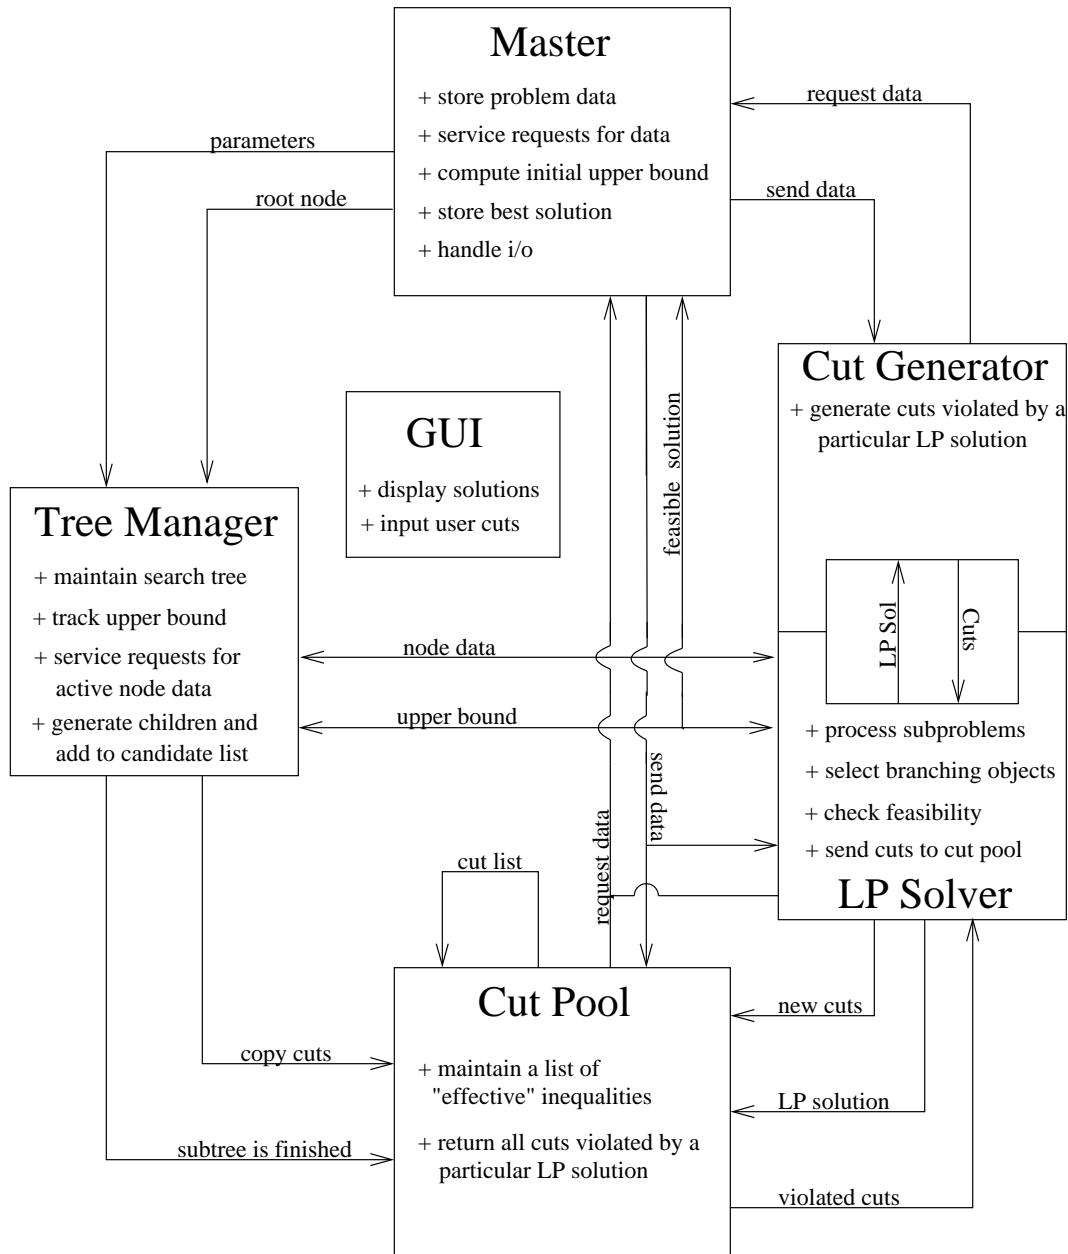 Master
+ store problem data
+ service requests for data
+ compute initial upper bound
+ store best solution
+ handle i/o
request data
parameters
root node
send data
Cut Generator
+ generate cuts violated by a
particular LP solution
GUI
+ display solutions
+ input user cuts
feasible solution
Tree Manager
+ maintain search tree
+ track upper bound
+ service requests for
active node data
+ generate children and
add to candidate list
node data
upper bound
LP Sol
Cuts
+ process subproblems
+ select branching objects
+ check feasibility
+ send cuts to cut pool
LP Solver
send data
request data
cut list
Cut Pool
+ maintain a list of
"effective" inequalities
+ return all cuts violated by a
particular LP solution
new cuts
copy cuts
LP solution
subtree is finished
violated cuts